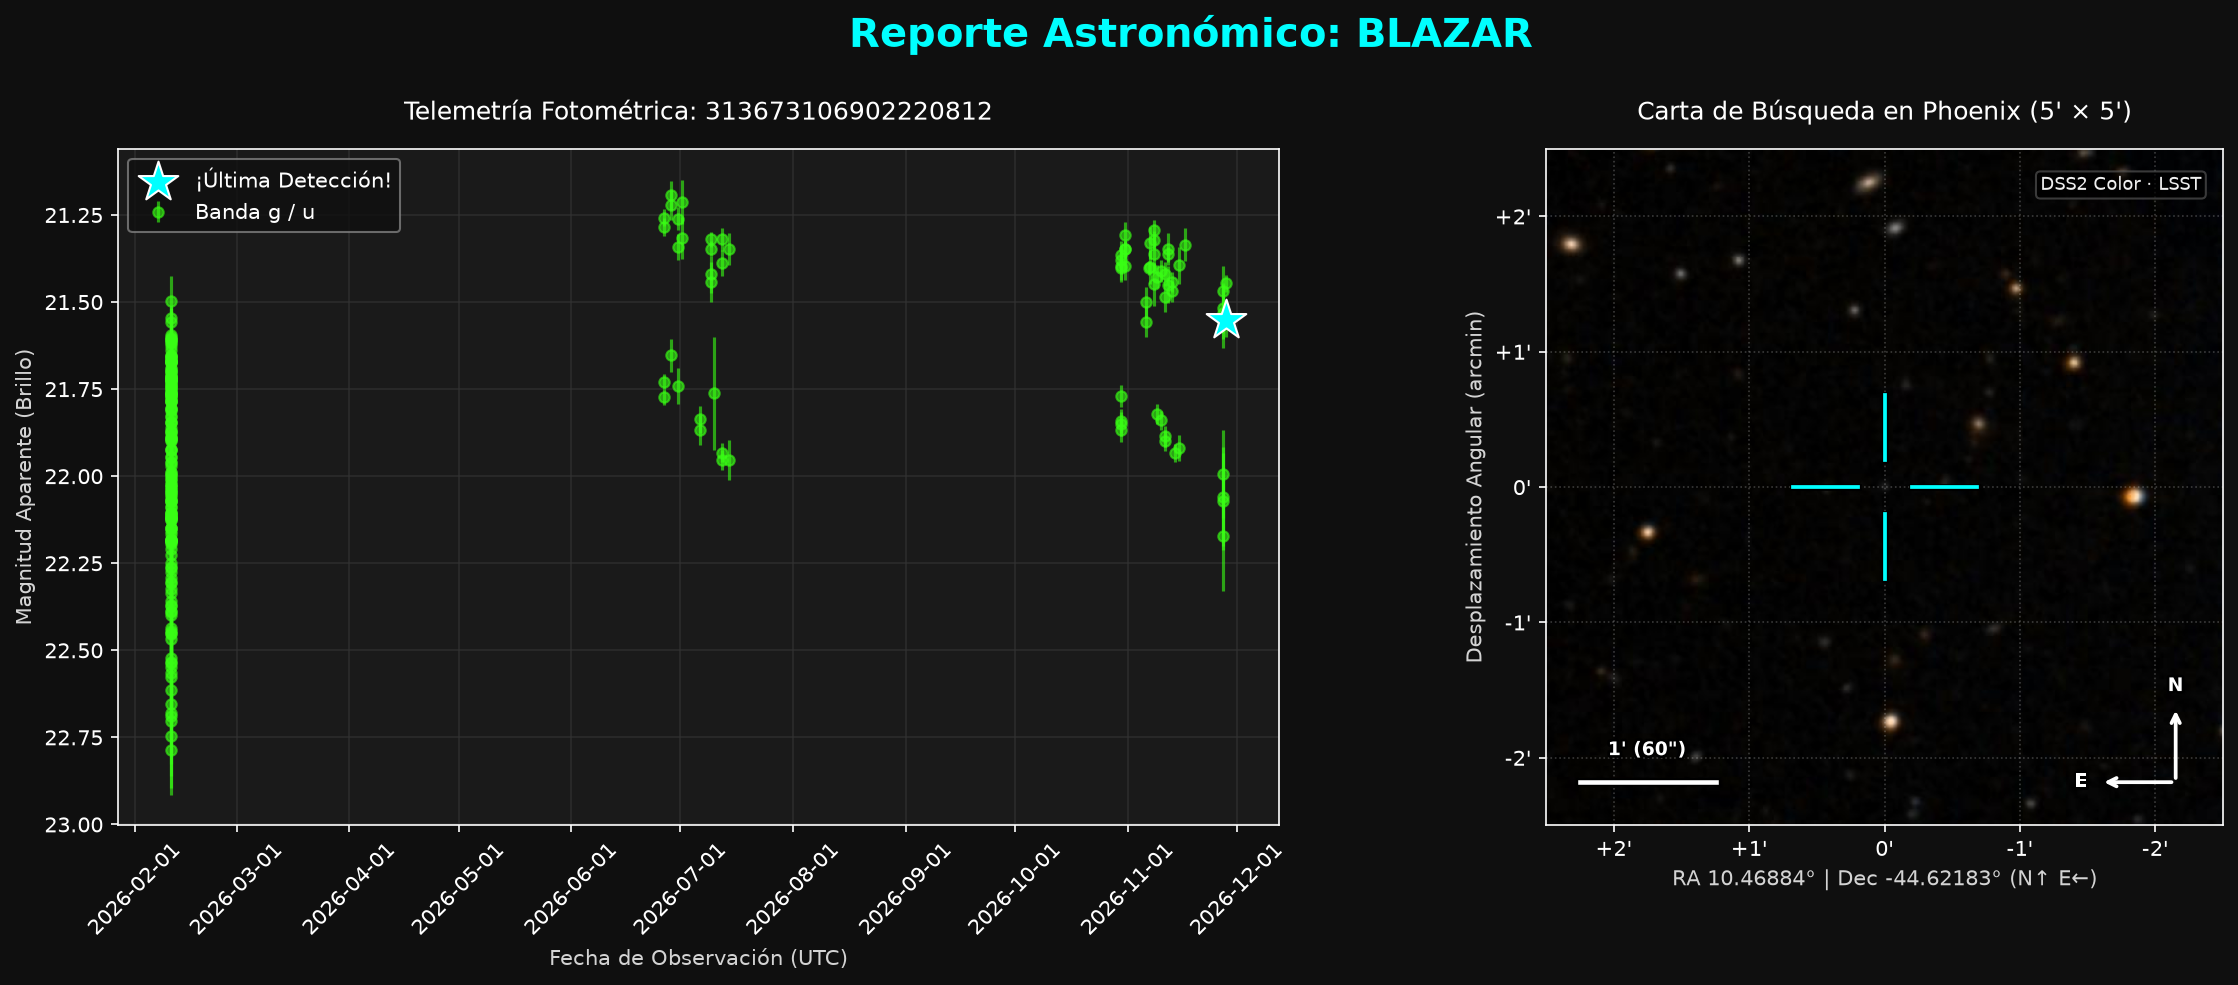 Reporte Astronómico: BLAZAR
Telemetría Fotométrica: 313673106902220812
¡Última Detección!
Banda g / u
Magnitud Aparente (Brillo)
21.25
21.50
21.75
22.00
22.25
22.50
22.75
23.00
2026-02-01
2026-03-01
2026-04-01
2026-05-01
2026-06-01
2026-07-01
2026-08-01
2026-09-01
2026-10-01
2026-11-01
2026-12-01
Fecha de Observación (UTC)
Carta de Búsqueda en Phoenix (5' × 5')
DSS2 Color · LSST
Desplazamiento Angular (arcmin)
+2'
+1'
0'
-1'
-2'
N
E
1' (60")
+2'
+1'
0'
-1'
-2'
RA 10.46884° | Dec -44.62183° (N↑ E←)